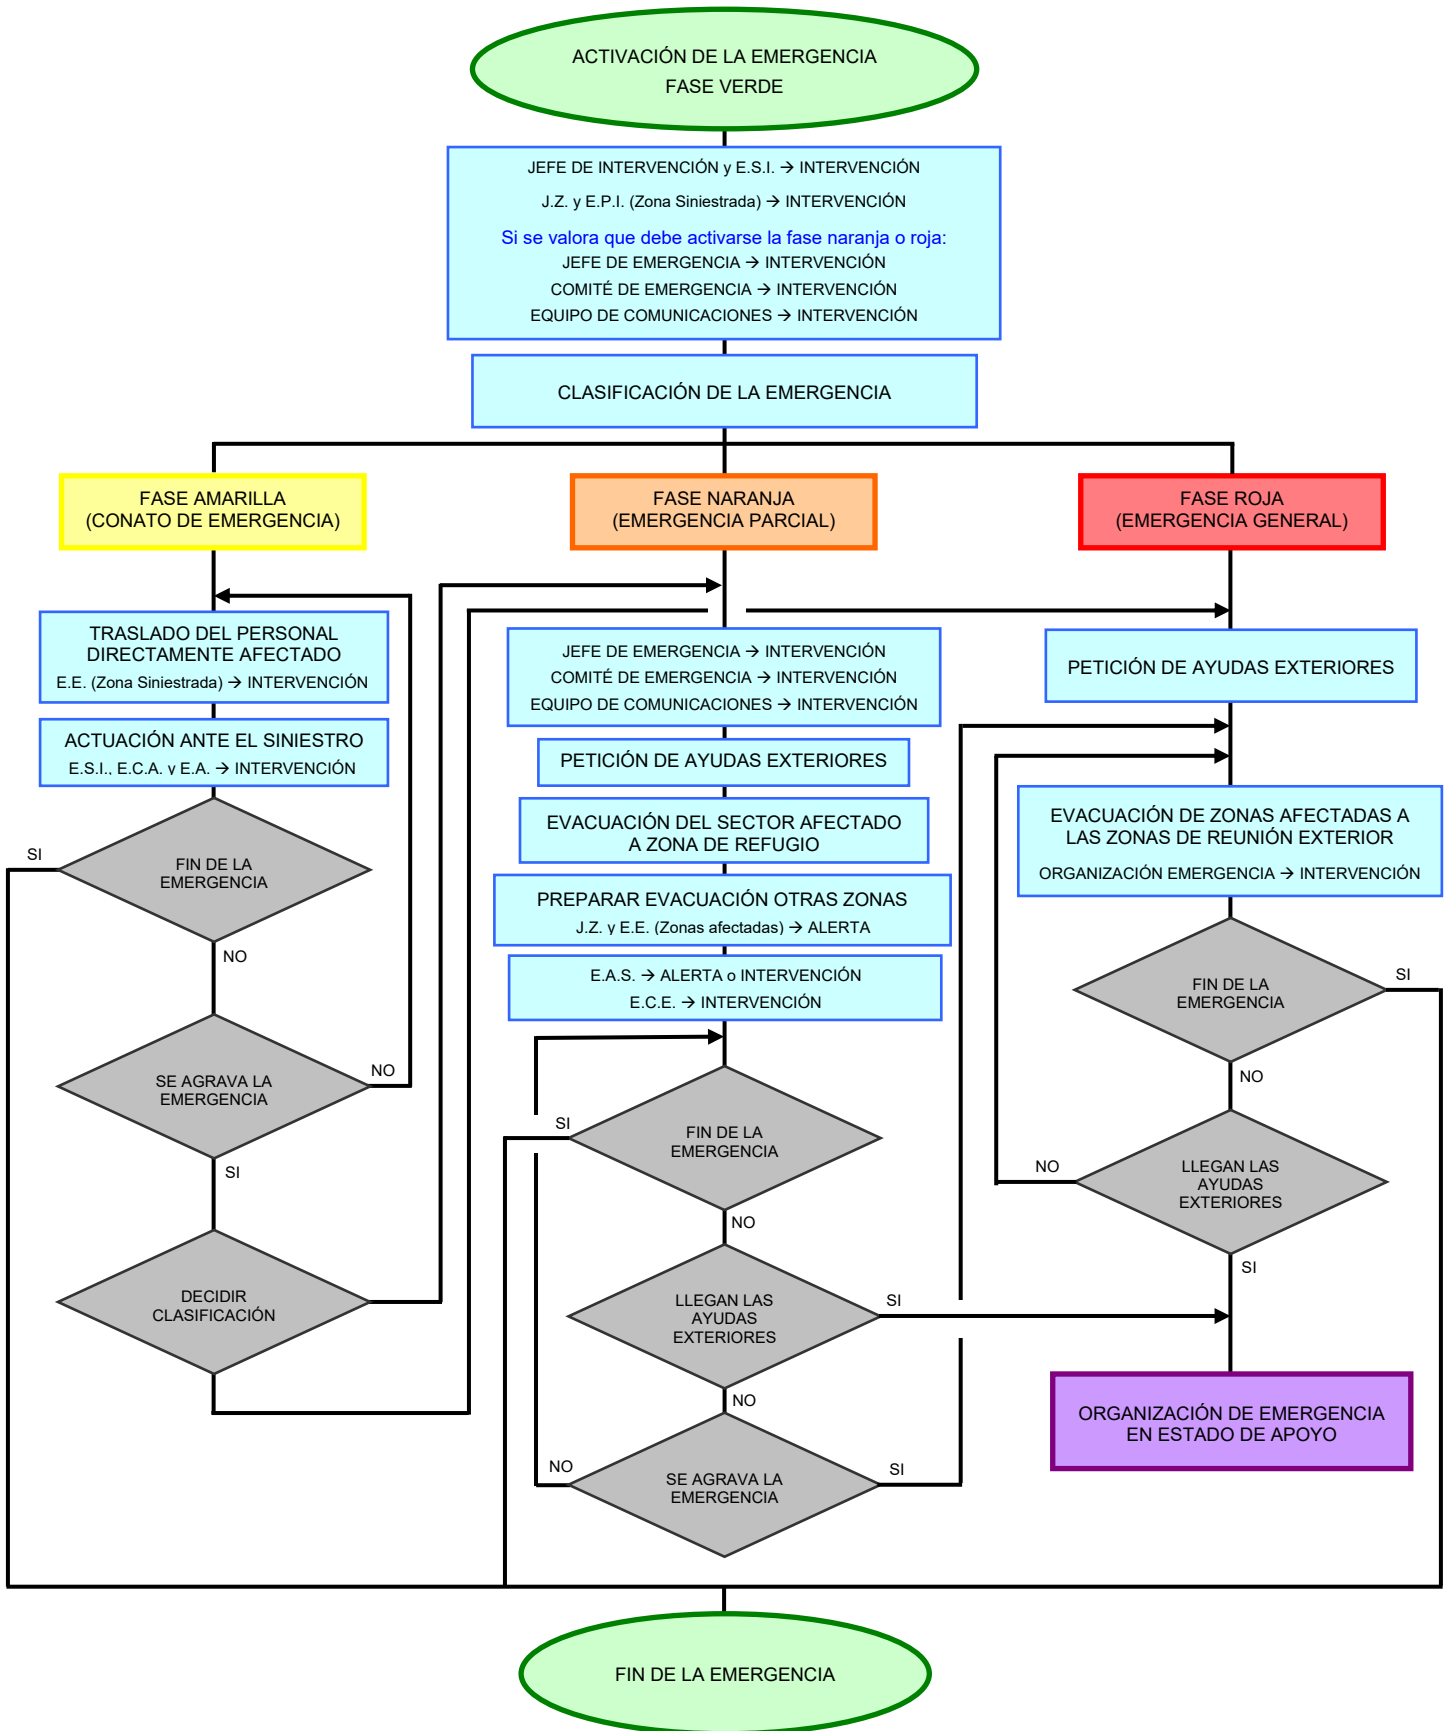 ACTIVACIÓN DE LA EMERGENCIA
FASE VERDE
JEFE DE INTERVENCIÓN y E.S.I. → INTERVENCIÓN
J.Z. y E.P.I. (Zona Siniestrada) → INTERVENCIÓN
Si se valora que debe activarse la fase naranja o roja:
JEFE DE EMERGENCIA → INTERVENCIÓN
COMITÉ DE EMERGENCIA → INTERVENCIÓN
EQUIPO DE COMUNICACIONES → INTERVENCIÓN
CLASIFICACIÓN DE LA EMERGENCIA
FASE AMARILLA
(CONATO DE EMERGENCIA)
TRASLADO DEL PERSONAL
DIRECTAMENTE AFECTADO
E.E. (Zona Siniestrada) → INTERVENCIÓN
ACTUACIÓN ANTE EL SINIESTRO
E.S.I., E.C.A. y E.A. → INTERVENCIÓN
SI
FIN DE LA
EMERGENCIA
NO
SE AGRAVA LA
EMERGENCIA
NO
SI
DECIDIR
CLASIFICACIÓN
FASE NARANJA
(EMERGENCIA PARCIAL)
JEFE DE EMERGENCIA → INTERVENCIÓN
COMITÉ DE EMERGENCIA → INTERVENCIÓN
EQUIPO DE COMUNICACIONES → INTERVENCIÓN
PETICIÓN DE AYUDAS EXTERIORES
EVACUACIÓN DEL SECTOR AFECTADO
A ZONA DE REFUGIO
PREPARAR EVACUACIÓN OTRAS ZONAS
J.Z. y E.E. (Zonas afectadas) → ALERTA
E.A.S. → ALERTA o INTERVENCIÓN
E.C.E. → INTERVENCIÓN
SI
FIN DE LA
EMERGENCIA
NO
LLEGAN LAS
AYUDAS
EXTERIORES
SI
NO
NO
SE AGRAVA LA
EMERGENCIA
SI
FASE ROJA
(EMERGENCIA GENERAL)
PETICIÓN DE AYUDAS EXTERIORES
EVACUACIÓN DE ZONAS AFECTADAS A
LAS ZONAS DE REUNIÓN EXTERIOR
ORGANIZACIÓN EMERGENCIA → INTERVENCIÓN
FIN DE LA
EMERGENCIA
SI
NO
NO
LLEGAN LAS
AYUDAS
EXTERIORES
SI
ORGANIZACIÓN DE EMERGENCIA
EN ESTADO DE APOYO
FIN DE LA EMERGENCIA